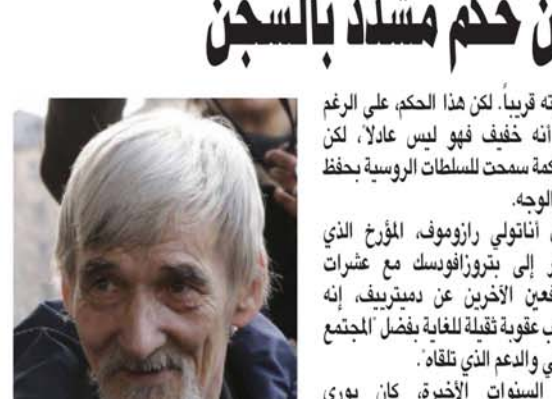 ن حكم مشدد بالسجن
ته قريباً. لكن هذا الحكم، على الرغم
انه خفيف فهو ليس عادلا"، لكن
كمة سمحت للسلطات الروسية بحفظ
الوجه.
أناتولي رازوموف، المؤرخ الذي
إلى بتروزافودسك مع عشرات
فعين الآخرين عن دميترييف، إنه
ب عقوبة ثقيلة للغاية بفضل "المجتمع
ي والدعم الذي تلقاه".
السنوات الأخيرة، كان يوري